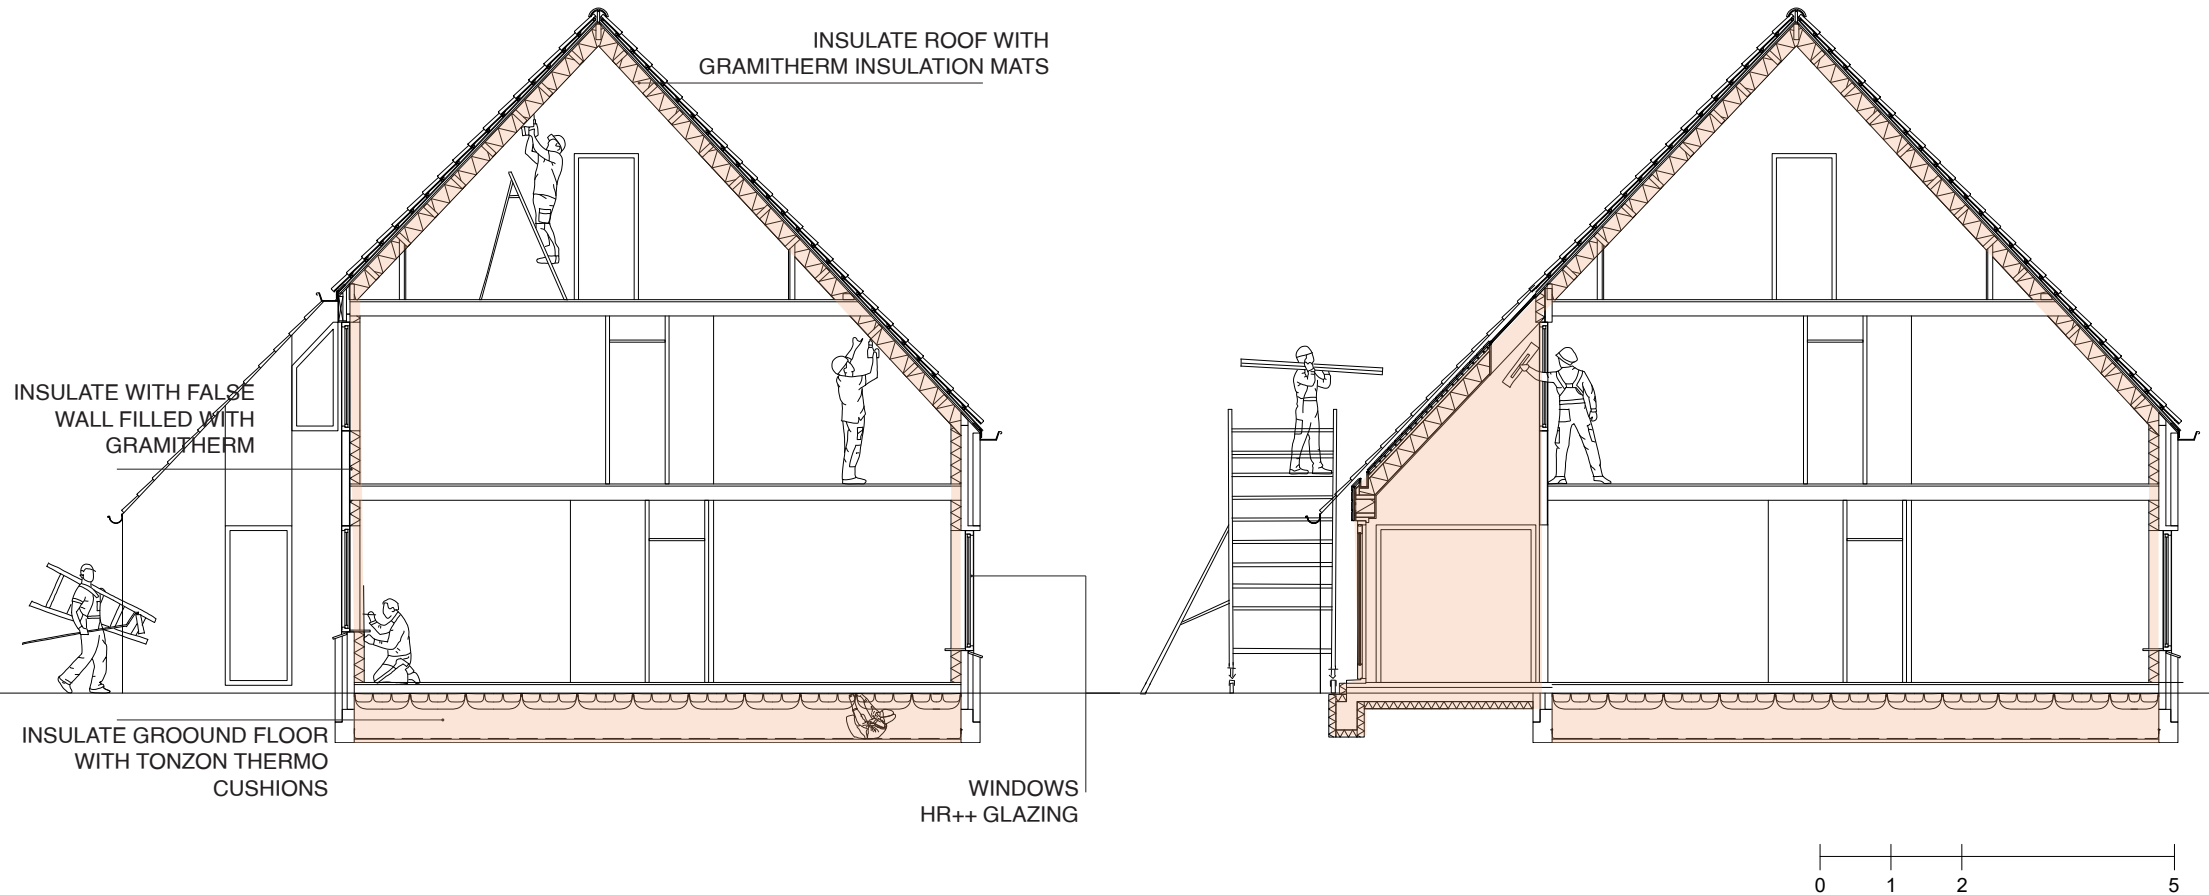 INSULATE ROOF WITH
GRAMITHERM INSULATION MATS
INSULATE WITH FALSE
WALL FILLED WITH
GRAMITHERM
INSULATE GROOUND FLOOR
WITH TONZON THERMO
CUSHIONS
WINDOWS
HR++ GLAZING
0 1 2 5